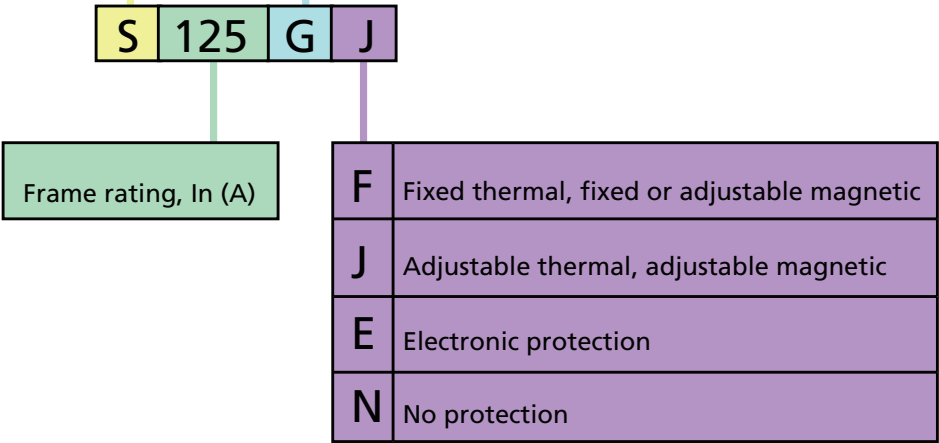 S 125 G J
Frame rating, In (A)
F Fixed thermal, fixed or adjustable magnetic
J Adjustable thermal, adjustable magnetic
E Electronic protection
N No protection